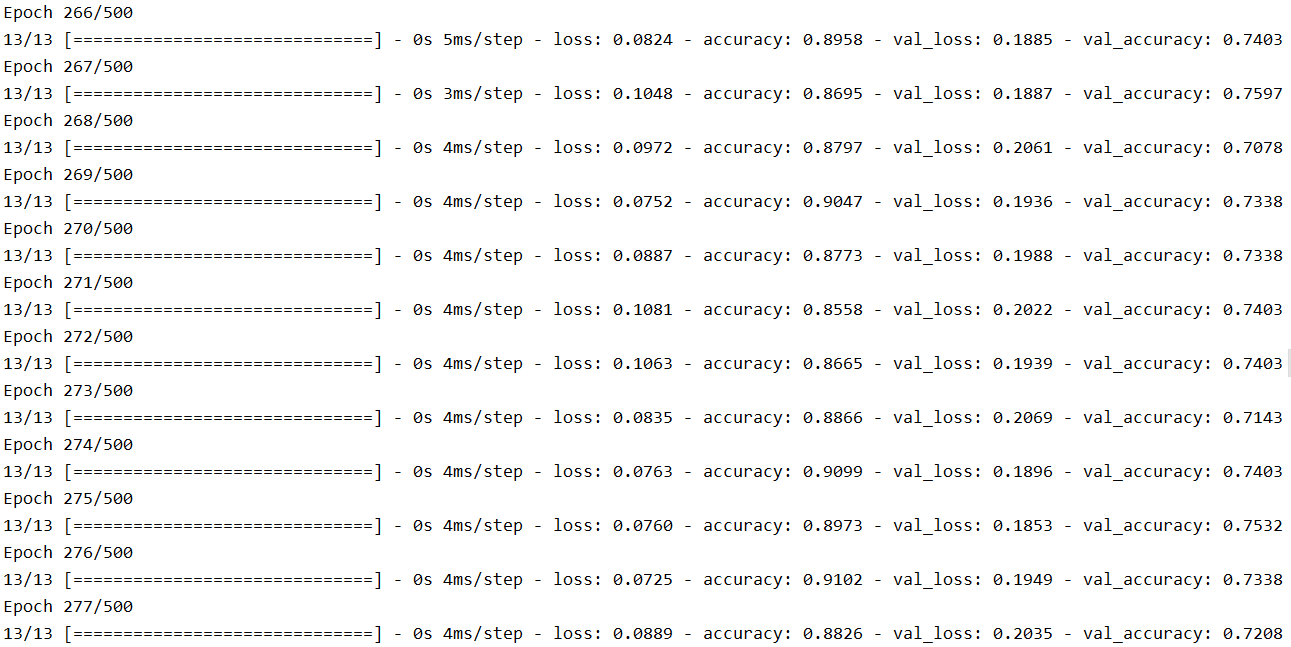 Epoch 266/500
13/13 [==============================] - 0s 5ms/step - loss: 0.0824 - accuracy: 0.8958 - val_loss: 0.1885 - val_accuracy: 0.7403
Epoch 267/500
13/13 [==============================] - 0s 3ms/step - loss: 0.1048 - accuracy: 0.8695 - val_loss: 0.1887 - val_accuracy: 0.7597
Epoch 268/500
13/13 [==============================] - 0s 4ms/step - loss: 0.0972 - accuracy: 0.8797 - val_loss: 0.2061 - val_accuracy: 0.7078
Epoch 269/500
13/13 [==============================] - 0s 4ms/step - loss: 0.0752 - accuracy: 0.9047 - val_loss: 0.1936 - val_accuracy: 0.7338
Epoch 270/500
13/13 [==============================] - 0s 4ms/step - loss: 0.0887 - accuracy: 0.8773 - val_loss: 0.1988 - val_accuracy: 0.7338
Epoch 271/500
13/13 [==============================] - 0s 4ms/step - loss: 0.1081 - accuracy: 0.8558 - val_loss: 0.2022 - val_accuracy: 0.7403
Epoch 272/500
13/13 [==============================] - 0s 4ms/step - loss: 0.1063 - accuracy: 0.8665 - val_loss: 0.1939 - val_accuracy: 0.7403
Epoch 273/500
13/13 [==============================] - 0s 4ms/step - loss: 0.0835 - accuracy: 0.8866 - val_loss: 0.2069 - val_accuracy: 0.7143
Epoch 274/500
13/13 [==============================] - 0s 4ms/step - loss: 0.0763 - accuracy: 0.9099 - val_loss: 0.1896 - val_accuracy: 0.7403
Epoch 275/500
13/13 [==============================] - 0s 4ms/step - loss: 0.0760 - accuracy: 0.8973 - val_loss: 0.1853 - val_accuracy: 0.7532
Epoch 276/500
13/13 [==============================] - 0s 4ms/step - loss: 0.0725 - accuracy: 0.9102 - val_loss: 0.1949 - val_accuracy: 0.7338
Epoch 277/500
13/13 [==============================] - 0s 4ms/step - loss: 0.0889 - accuracy: 0.8826 - val_loss: 0.2035 - val_accuracy: 0.7208